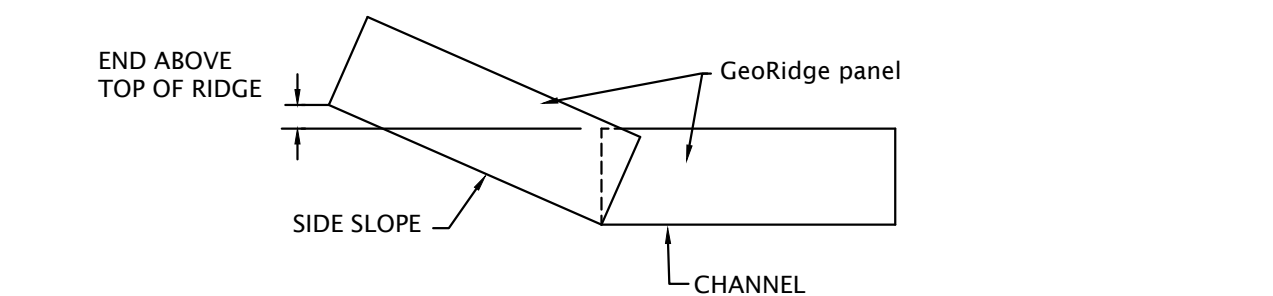 END ABOVE
TOP OF RIDGE
GeoRidge panel
SIDE SLOPE
CHANNEL